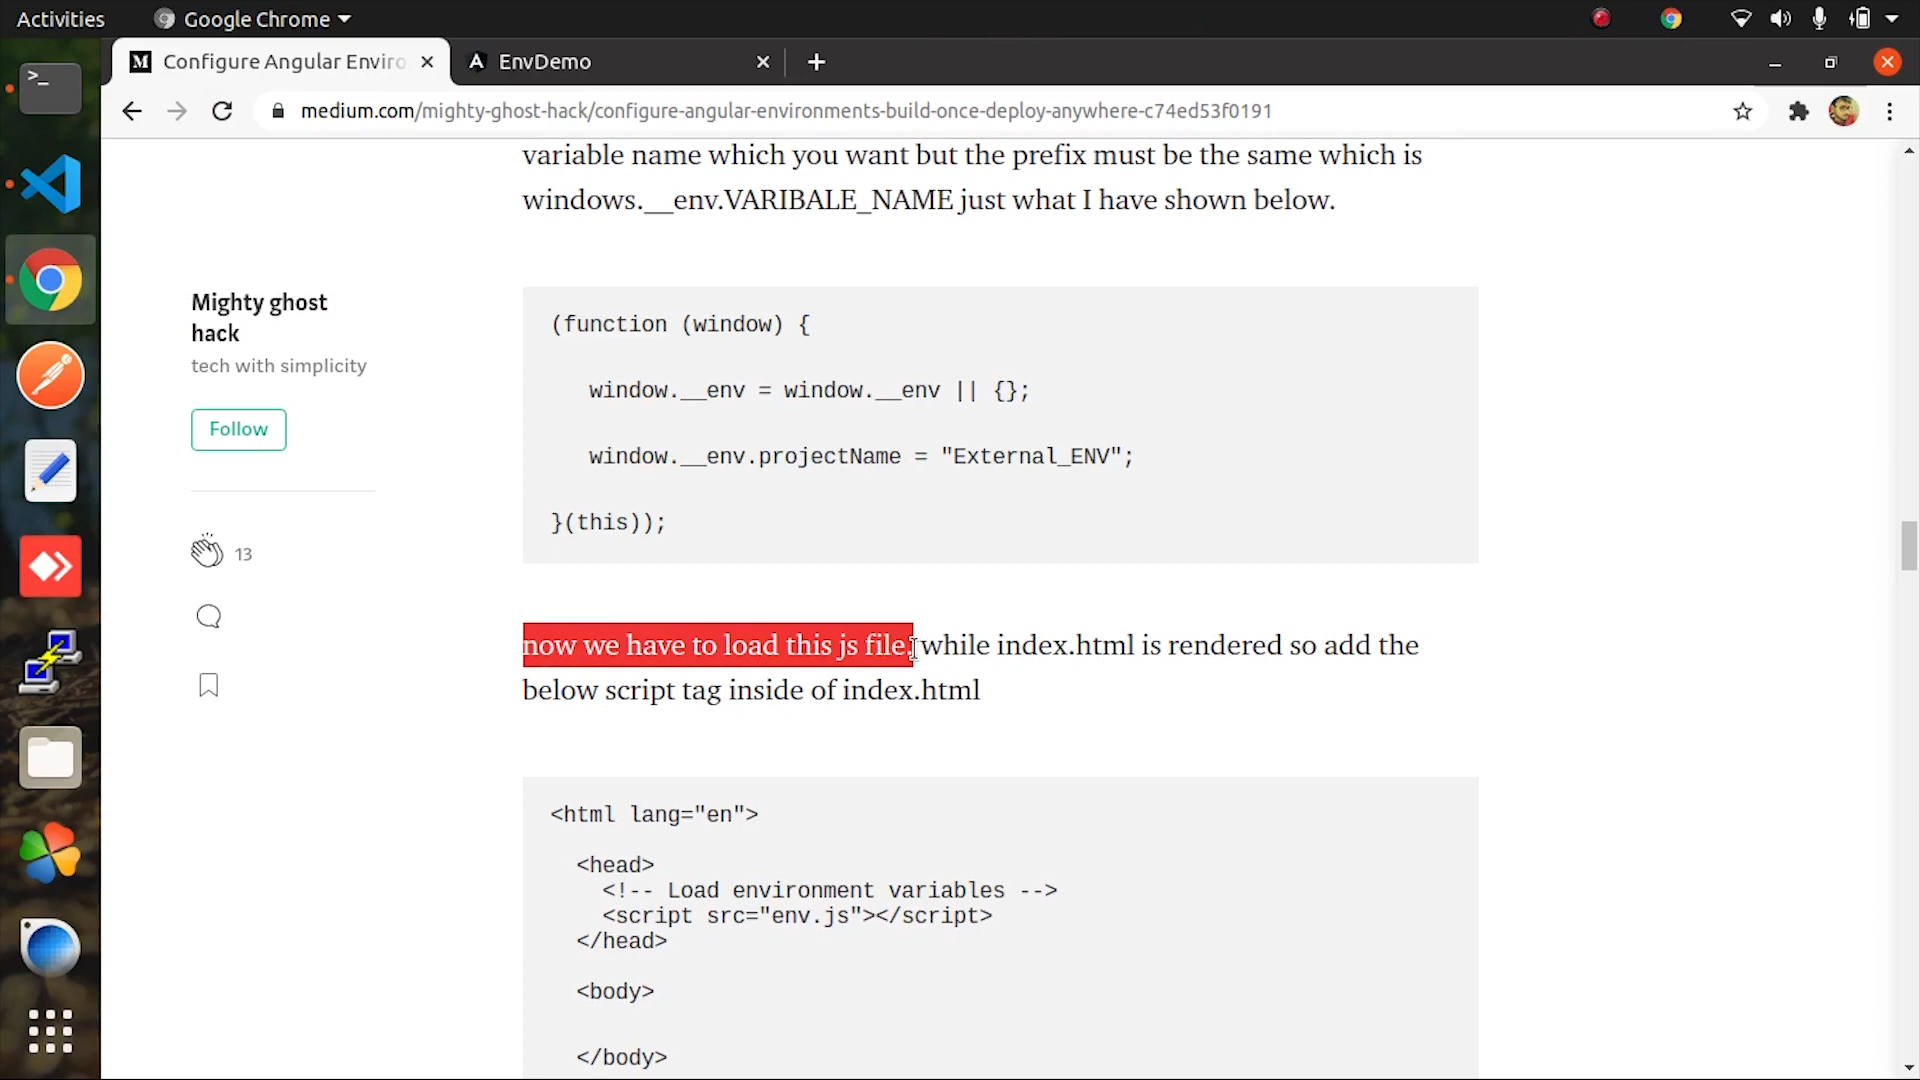 Activities
Google Chrome
Configure Angular Enviro
EnvDemo
medium.com/mighty-ghost-hack/configure-angular-environments-build-once-deploy-anywhere-c74ed53f0191
variable name which you want but the prefix must be the same which is
windows.__env.VARIBALE_NAME just what I have shown below.
Mighty ghost
hack
tech with simplicity
Follow
13
(function (window) {
window.__env = window.__env || {};
window.__env.projectName = "External_ENV";
}(this));
now we have to load this js file. while index.html is rendered so add the
below script tag inside of index.html
<html lang="en">
<head>
<!-- Load environment variables -->
<script src="env.js"></script>
</head>
<body>
</body>